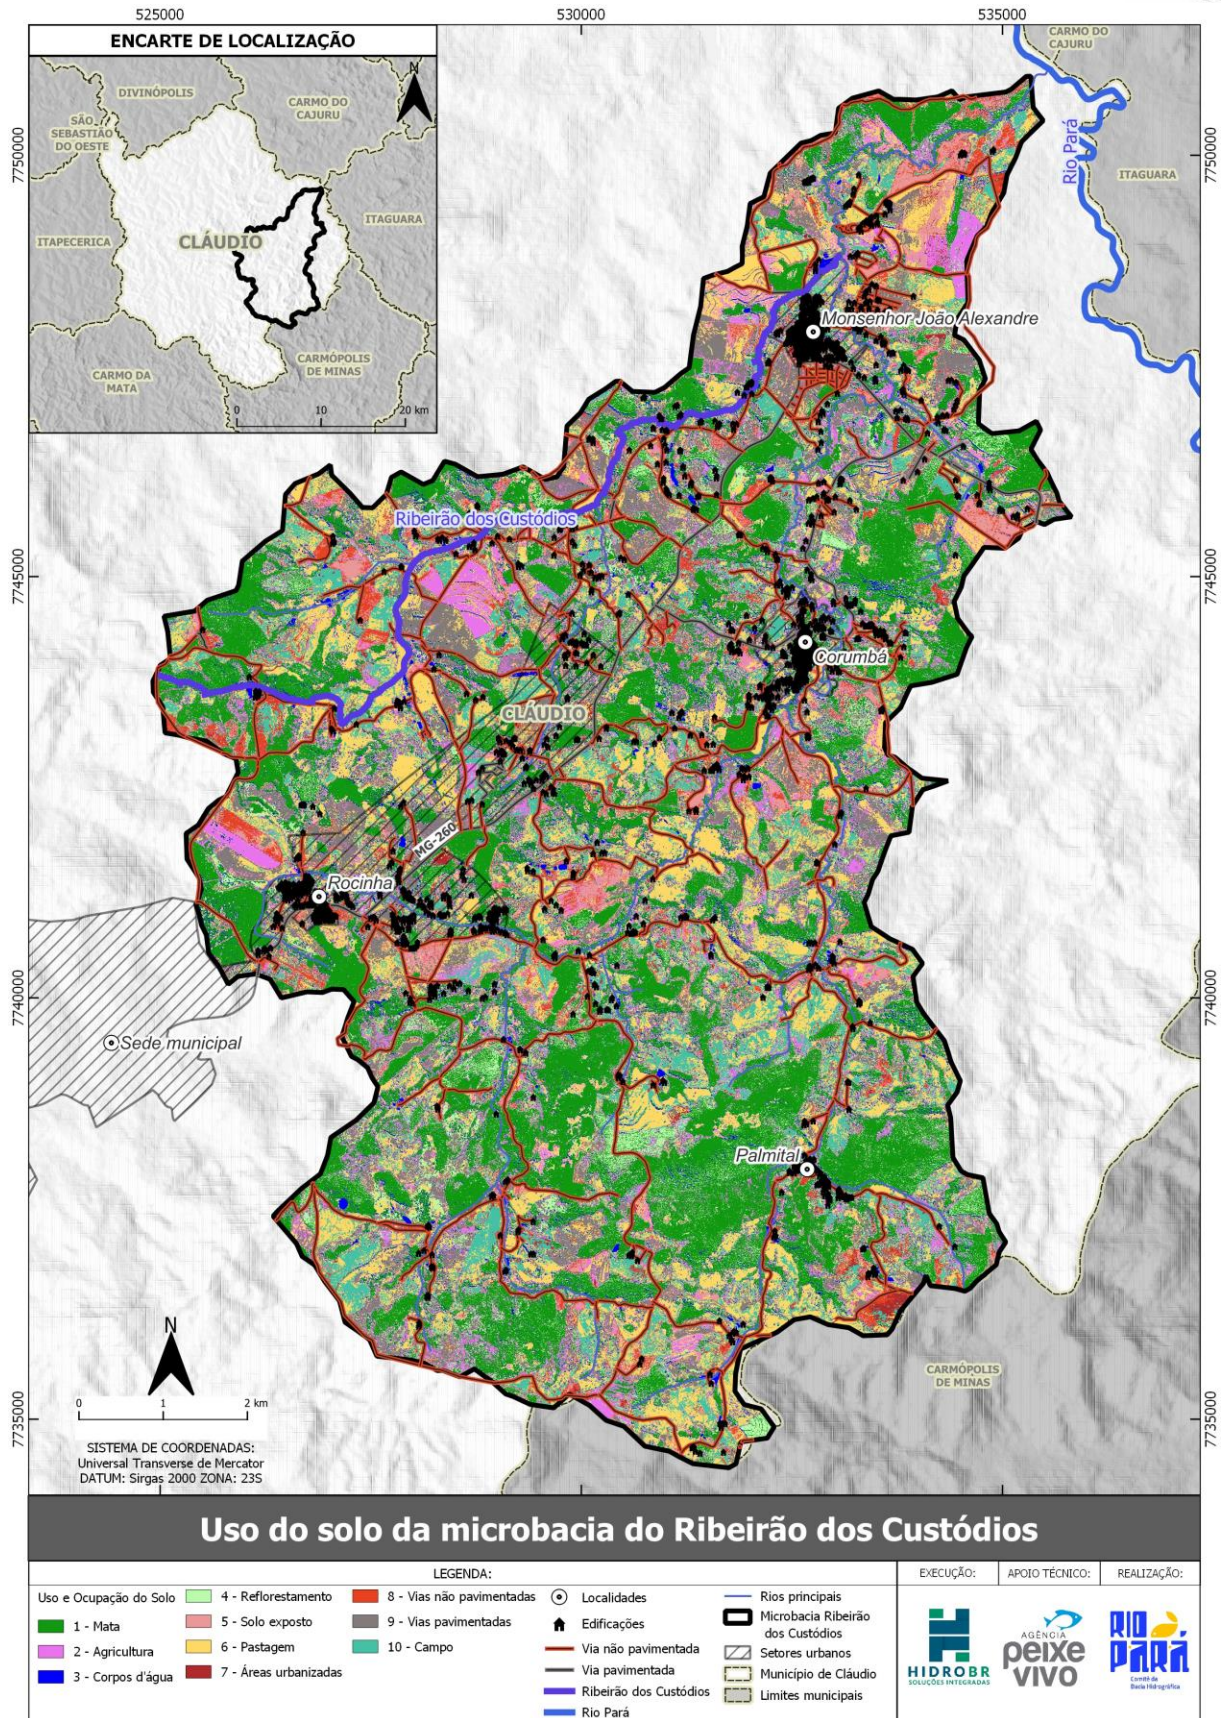 525000
530000
535000
ENCARTE DE LOCALIZAÇÃO
N
DIVINÓPOLIS
CARMO DO
CAJURU
SÃO
SEBASTIÃO
DO OESTE
ITAPECERICA
CLÁUDIO
ITAGUARA
CARMO DA
MATA
CARMÓPOLIS
DE MINAS
0 10 20 km
CARMO DO
CAJURU
Rio Pará
ITAGUARA
7750000
7750000
Monsenhor João Alexandre
Ribeirão dos Custódios
7745000
7745000
Corumbá
CLÁUDIO
MG-260
Rocinha
7740000
7740000
Sede municipal
Palmital
CARMÓPOLIS
DE MINAS
N
0 1 2 km
7735000
7735000
SISTEMA DE COORDENADAS:
Universal Transverse de Mercator
DATUM: Sirgas 2000 ZONA: 23S
Uso do solo da microbacia do Ribeirão dos Custódios
LEGENDA:
Uso e Ocupação do Solo
1 - Mata
2 - Agricultura
3 - Corpos d'água
4 - Reflorestamento
5 - Solo exposto
6 - Pastagem
7 - Áreas urbanizadas
8 - Vias não pavimentadas
9 - Vias pavimentadas
10 - Campo
Localidades
Edificações
Via não pavimentada
Via pavimentada
Ribeirão dos Custódios
Rio Pará
Rios principais
Microbacia Ribeirão
dos Custódios
Setores urbanos
Município de Cláudio
Limites municipais
EXECUÇÃO:
HIDROBR
SOLUÇÕES INTEGRADAS
APOIO TÉCNICO:
AGÊNCIA
peixe
vivo
REALIZAÇÃO:
RIO
PARÁ
Comitê da
Bacia Hidrográfica